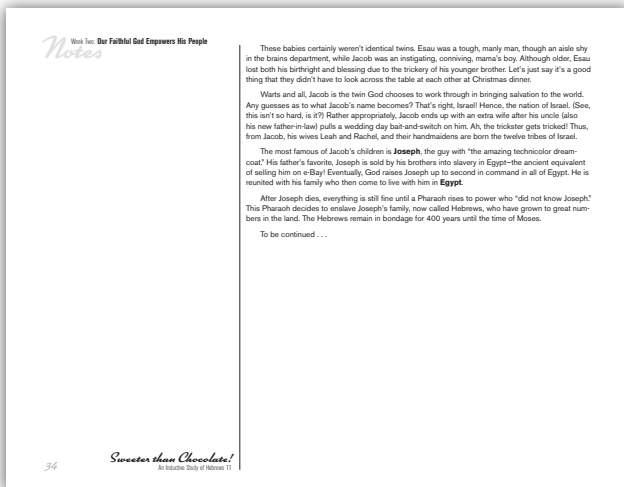 Week Two: Our Faithful God Empowers His People
Notes
These babies certainly weren't identical twins. Esau was a tough, manly man, though an aisle shy
in the brains department, while Jacob was an instigating, conniving, mama's boy. Although older, Esau
lost both his birthright and blessing due to the trickery of his younger brother. Let's just say it's a good
thing that they didn't have to look across the table at each other at Christmas dinner.
Warts and all, Jacob is the twin God chooses to work through in bringing salvation to the world.
Any guesses as to what Jacob's name becomes? That's right, Israel! Hence, the nation of Israel. (See,
this isn't so hard, is it?) Rather appropriately, Jacob ends up with an extra wife after his uncle (also
his new father-in-law) pulls a wedding day bait-and-switch on him. Ah, the trickster gets tricked! Thus,
from Jacob, his wives Leah and Rachel, and their handmaidens are born the twelve tribes of Israel.
The most famous of Jacob's children is Joseph, the guy with "the amazing technicolor dream-
coat." His father's favorite, Joseph is sold by his brothers into slavery in Egypt—the ancient equivalent
of selling him on e-Bay! Eventually, God raises Joseph up to second in command in all of Egypt. He is
reunited with his family who then come to live with him in Egypt.
After Joseph dies, everything is still fine until a Pharaoh rises to power who "did not know Joseph."
This Pharaoh decides to enslave Joseph's family, now called Hebrews, who have grown to great num-
bers in the land. The Hebrews remain in bondage for 400 years until the time of Moses.
To be continued . . .
34
Sweeter than Chocolate!
An Inductive Study of Hebrews 11